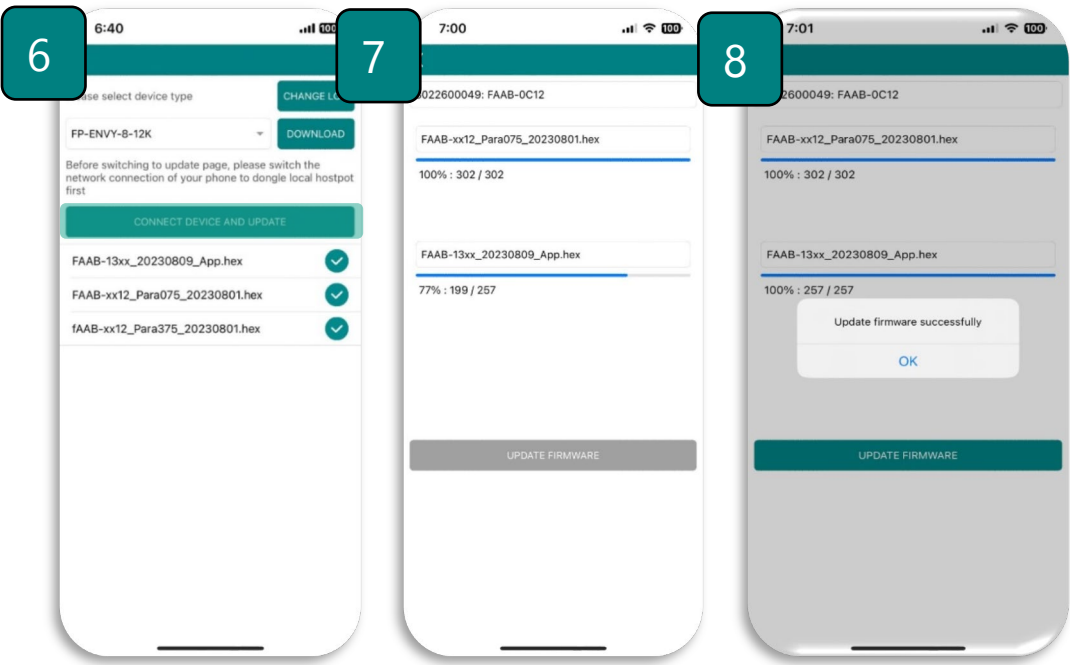 6
6:40
100
select device type
CHANGE
FP-ENVY-8-12K
DOWNLOAD
Before switching to update page, please switch the
network connection of your phone to dongle local hostpot
first
CONNECT DEVICE AND UPDATE
FAAB-13xx_20230809_App.hex
FAAB-xx12_Para075_20230801.hex
fAAB-xx12_Para375_20230801.hex
7
7:00
100
022600049: FAAB-0C12
FAAB-xx12_Para075_20230801.hex
100% : 302 / 302
FAAB-13xx_20230809_App.hex
77% : 199 / 257
UPDATE FIRMWARE
8
7:01
100
2600049: FAAB-0C12
FAAB-xx12_Para075_20230801.hex
100% : 302 / 302
FAAB-13xx_20230809_App.hex
100% : 257 / 257
Update firmware successfully
OK
UPDATE FIRMWARE